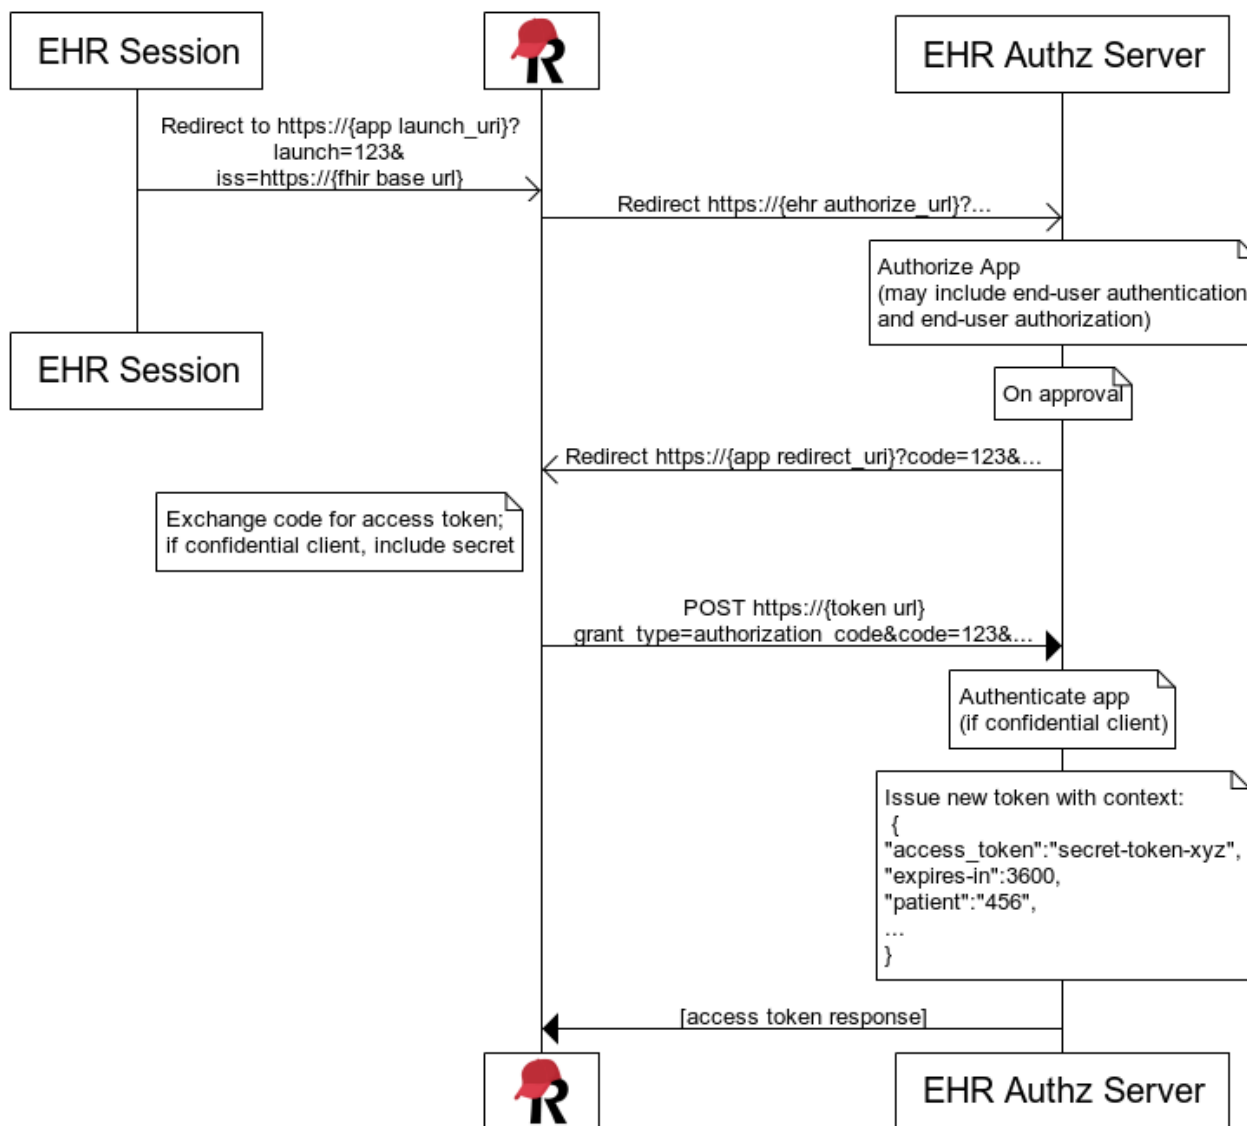 EHR Session
R
EHR Authz Server
Redirect to https://{app launch_uri}?
launch=123&
iss=https://{fhir base url}
Redirect https://{ehr authorize_url}?...
Authorize App
(may include end-user authentication
and end-user authorization)
EHR Session
On approval
Redirect https://{app redirect_uri}?code=123&...
Exchange code for access token;
if confidential client, include secret
POST https://{token url}
grant_type=authorization_code&code=123&...
Authenticate app
(if confidential client)
Issue new token with context:
{
"access_token":"secret-token-xyz",
"expires-in":3600,
"patient":"456",
...
}
[access token response]
R
EHR Authz Server